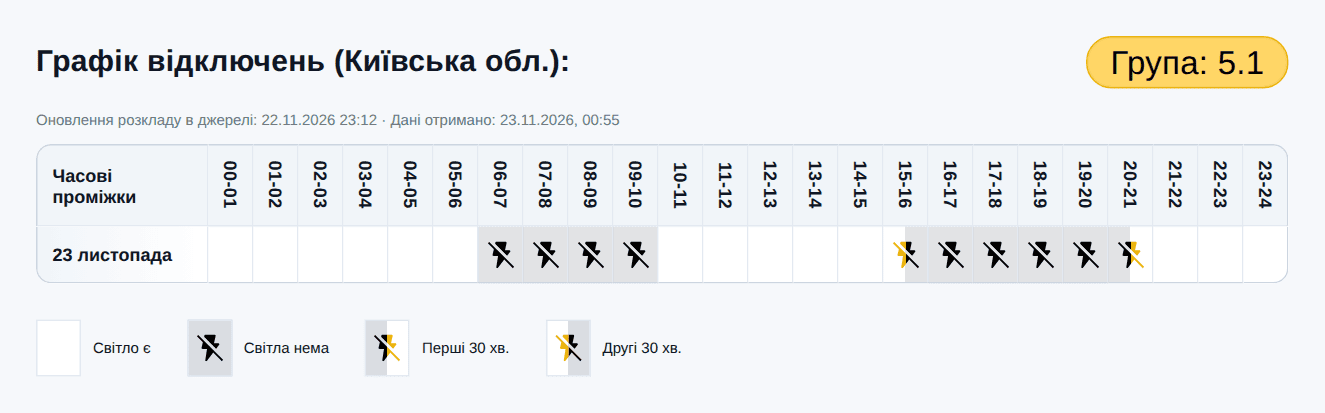 Графік відключень (Київська обл.):
Група: 5.1
Оновлення розкладу в джерелі: 22.11.2026 23:12 · Дані отримано: 23.11.2026, 00:55
Часові
проміжки
00-01
01-02
02-03
03-04
04-05
05-06
06-07
07-08
08-09
09-10
10-11
11-12
12-13
13-14
14-15
15-16
16-17
17-18
18-19
19-20
20-21
21-22
22-23
23-24
23 листопада
Світло є
Світла нема
Перші 30 хв.
Другі 30 хв.